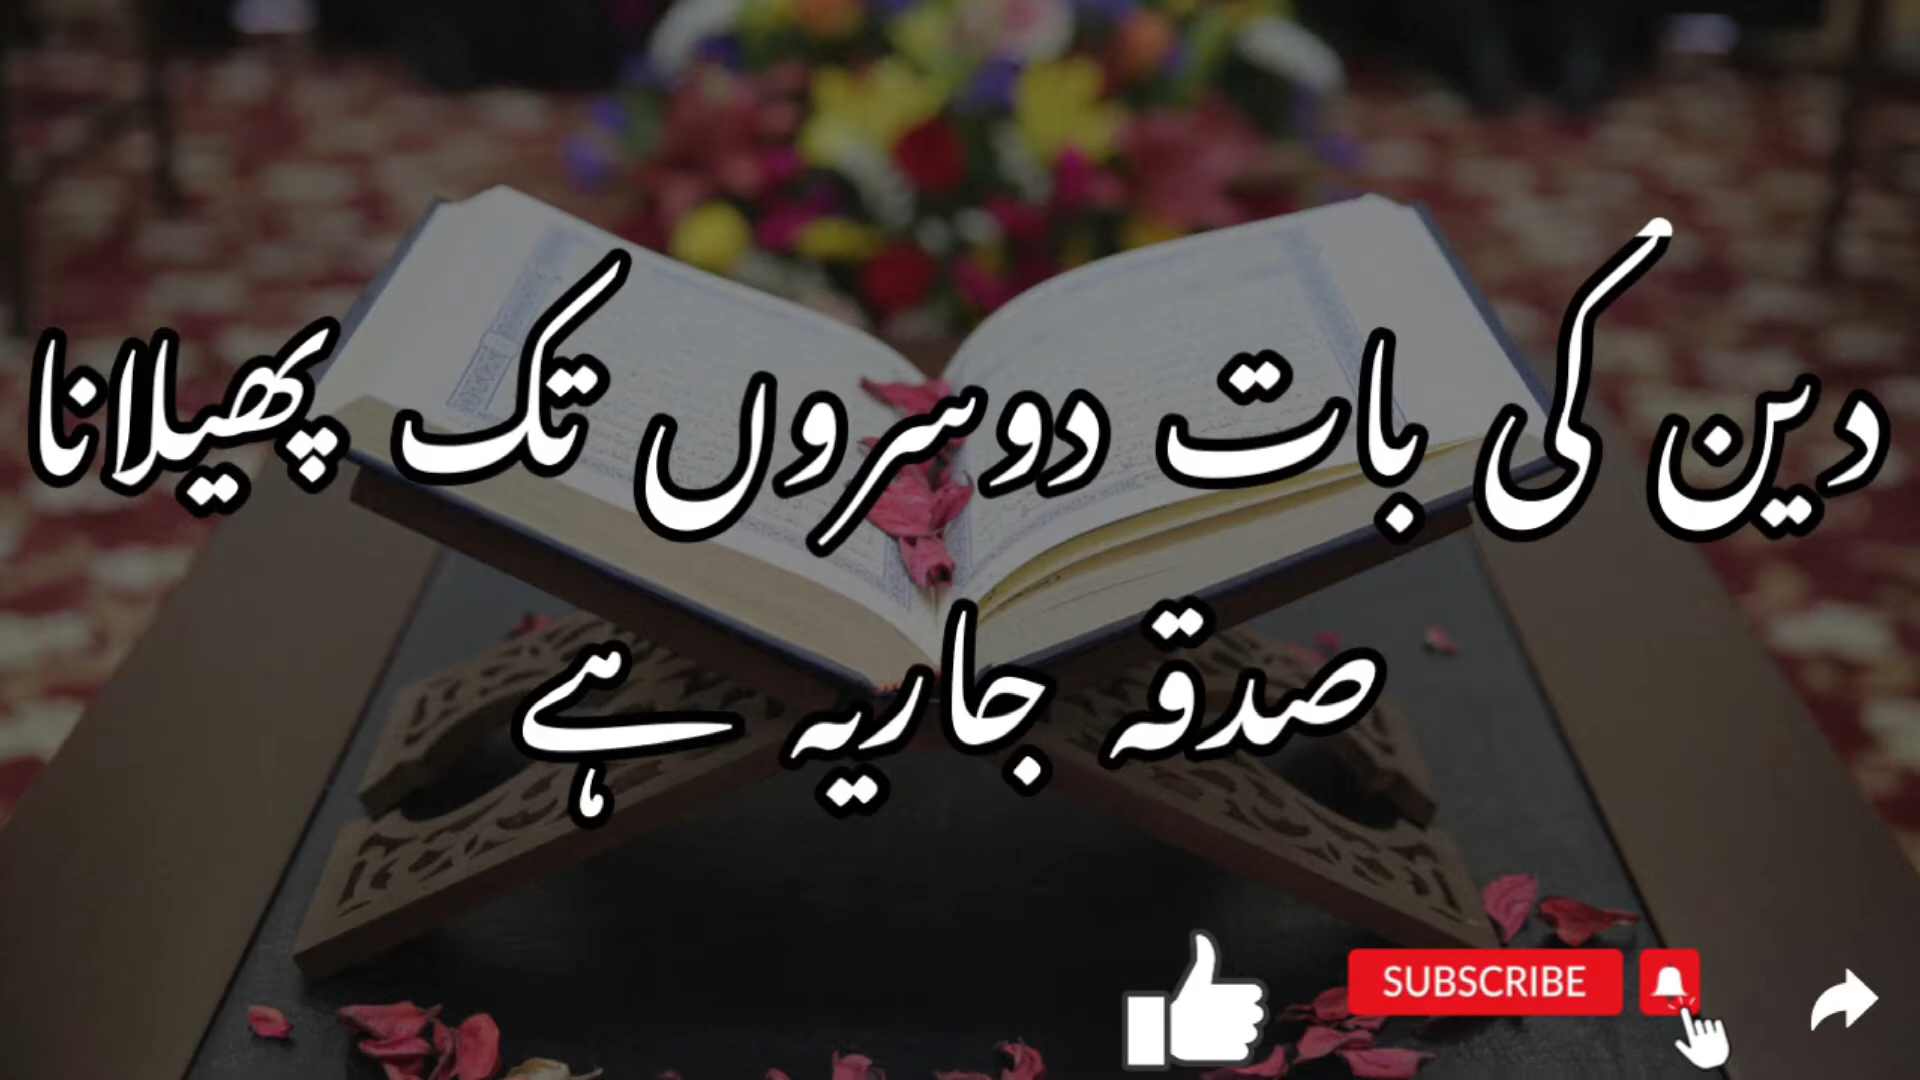 دین کی بات دوسروں تک پھیلانا
صدقہ جاریہ ہے
SUBSCRIBE